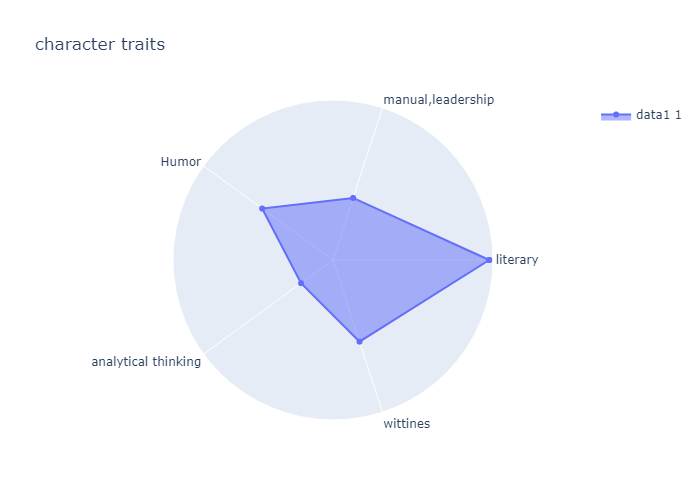 character traits
manual,leadership
data1 1
Humor
literary
analytical thinking
wittines